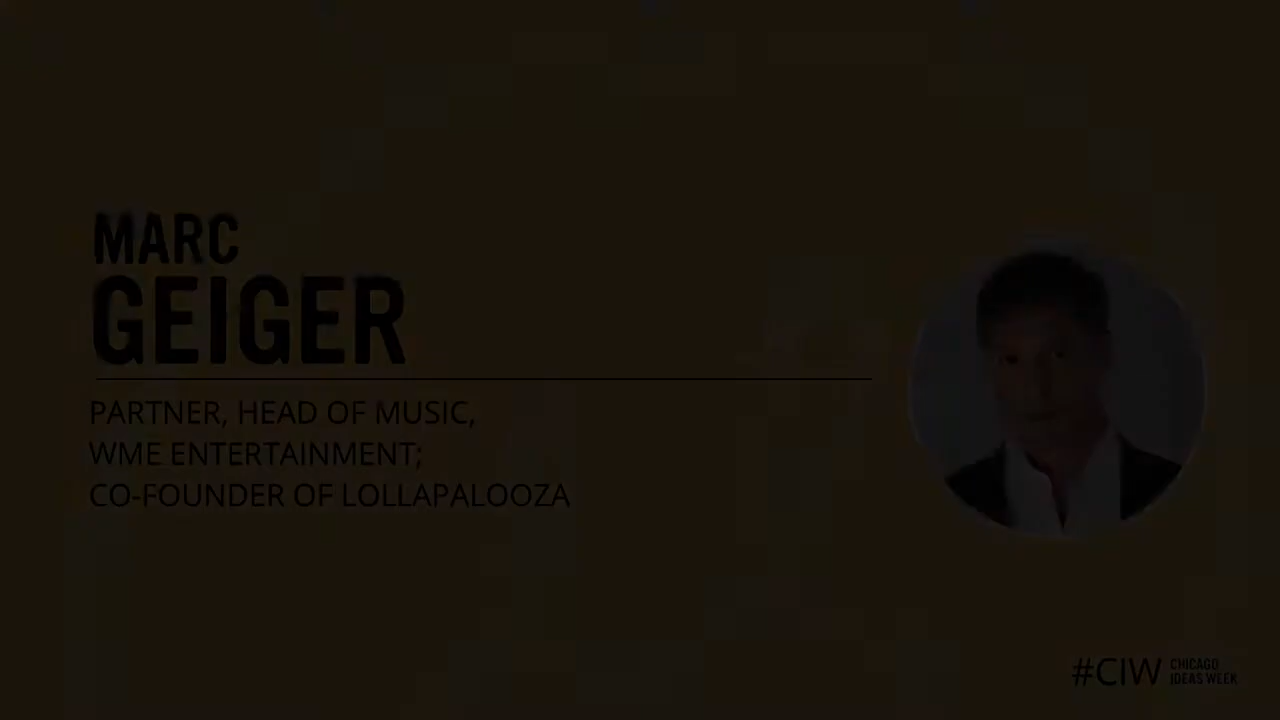 MARC
GEIGER
PARTNER, HEAD OF MUSIC,
WME ENTERTAINMENT;
CO-FOUNDER OF LOLLAPALOOZA
#CIW CHICAGO
IDEAS WEEK